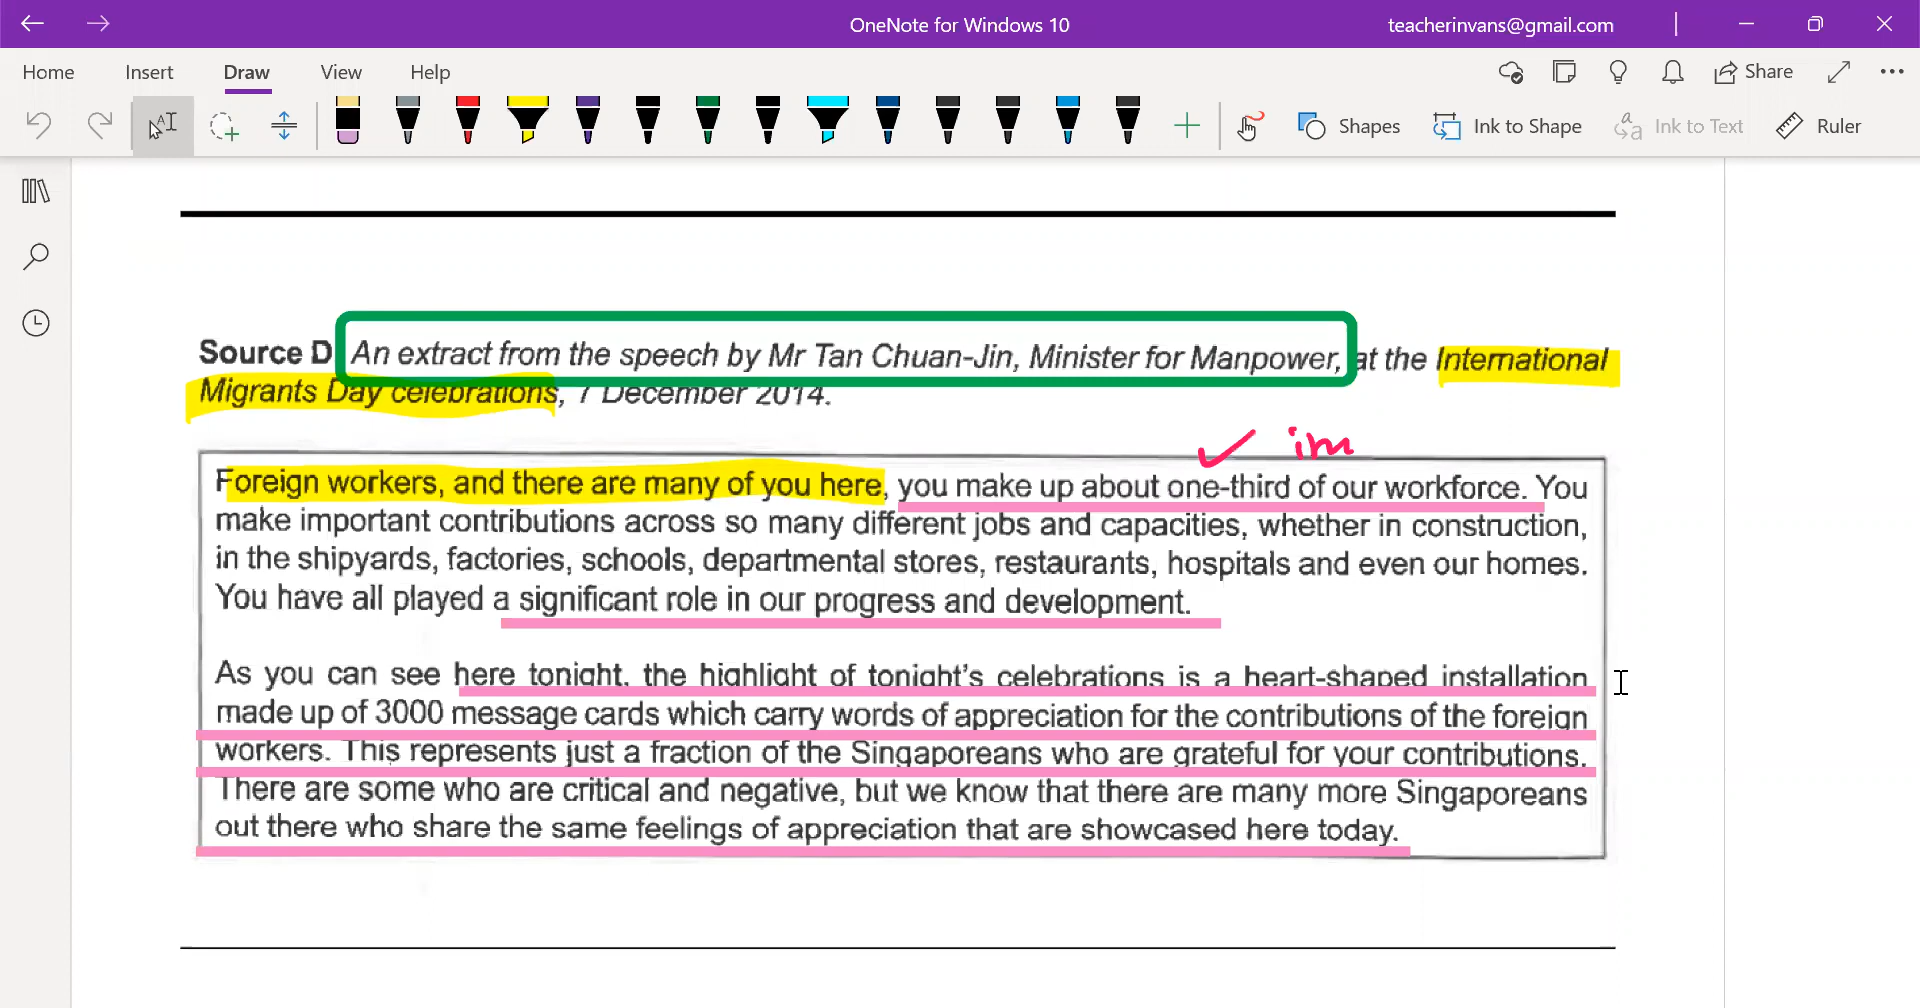 OneNote for Windows 10
teacherinvans@gmail.com
Home Insert Draw View Help
Share
Shapes Ink to Shape Ink to Text Ruler
Source D An extract from the speech by Mr Tan Chuan-Jin, Minister for Manpower, at the International
Migrants Day celebrations, 7 December 2014.
im
Foreign workers, and there are many of you here, you make up about one-third of our workforce. You
make important contributions across so many different jobs and capacities, whether in construction,
in the shipyards, factories, schools, departmental stores, restaurants, hospitals and even our homes.
You have all played a significant role in our progress and development.
As you can see here tonight, the highlight of tonight's celebrations is a heart-shaped installation
made up of 3000 message cards which carry words of appreciation for the contributions of the foreign
workers. This represents just a fraction of the Singaporeans who are grateful for your contributions.
There are some who are critical and negative, but we know that there are many more Singaporeans
out there who share the same feelings of appreciation that are showcased here today.